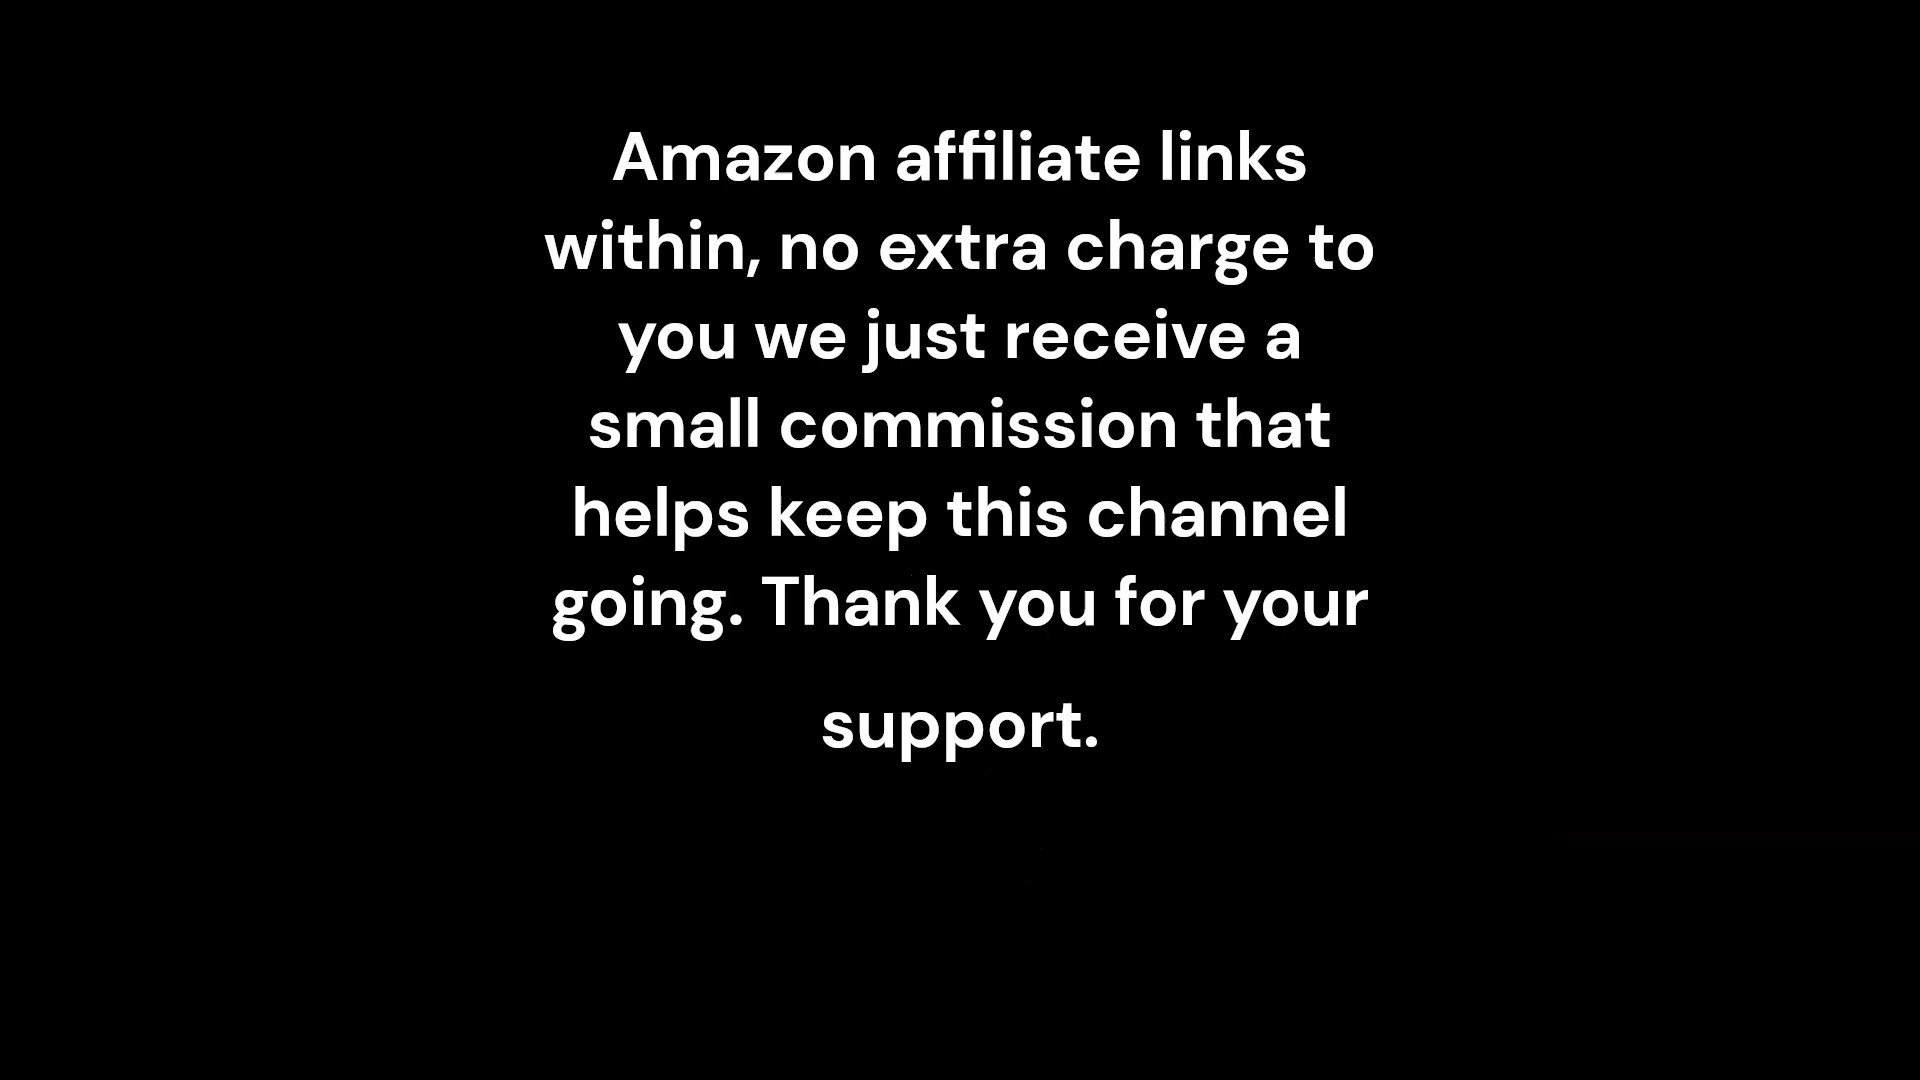 Amazon affiliate links
within, no extra charge to
you we just receive a
small commission that
helps keep this channel
going. Thank you for your
support.